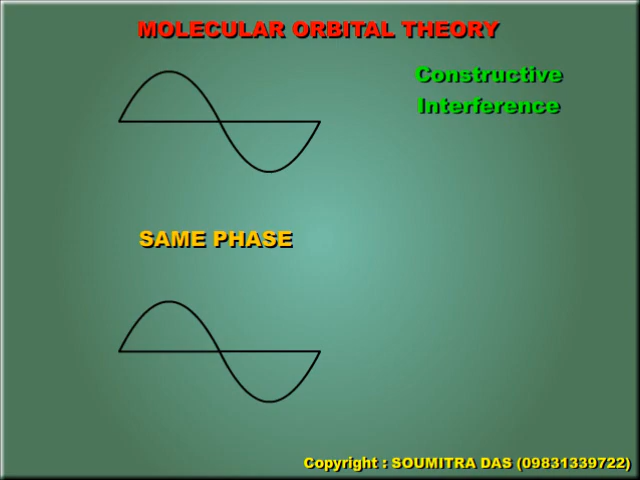 MOLECULAR ORBITAL THEORY
Constructive
Interference
SAME PHASE
Copyright : SOUMITRA DAS (09831339722)